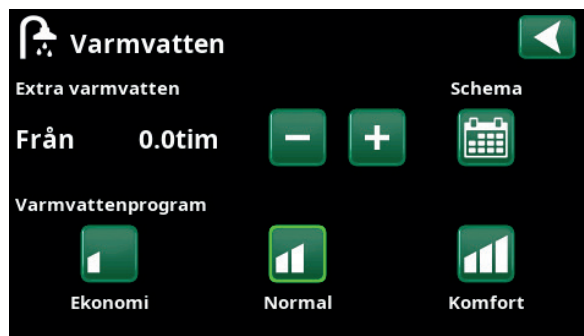 Varmvatten
Extra varmvatten Schema
Från 0.0tim
Varmvattenprogram
Ekonomi Normal Komfort